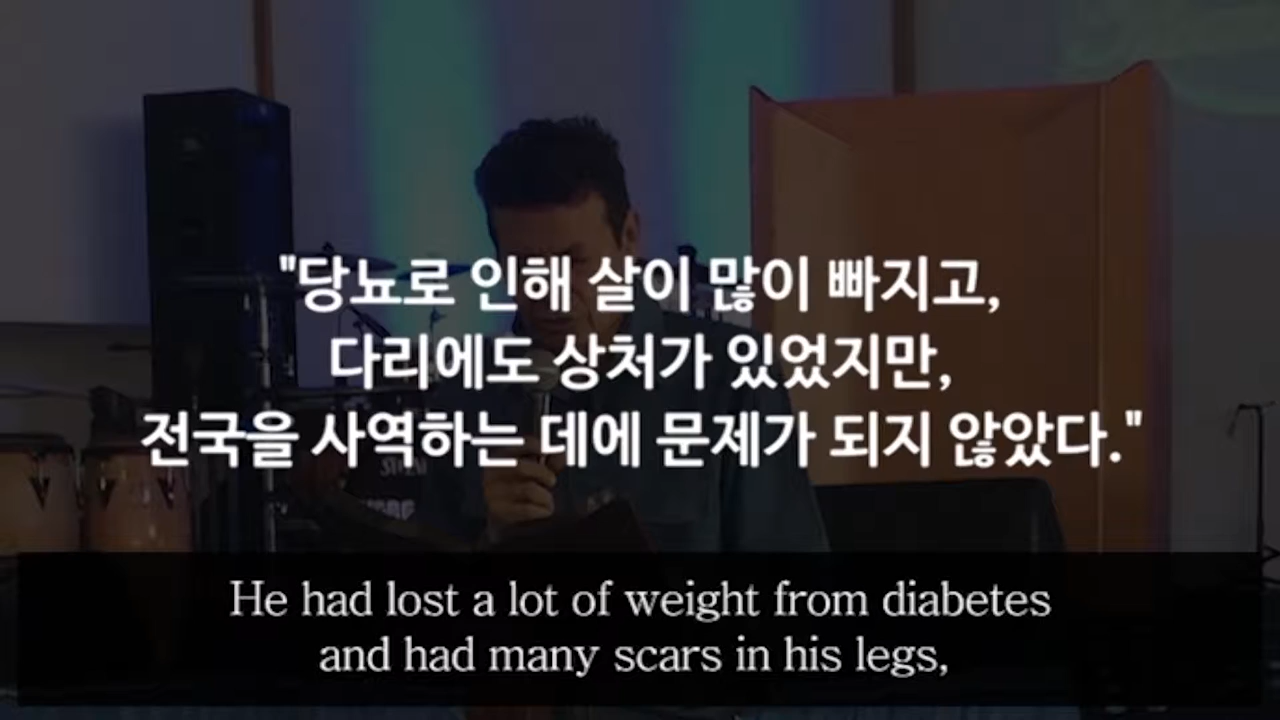 "당뇨로 인해 살이 많이 빠지고,
다리에도 상처가 있었지만,
전국을 사역하는 데에 문제가 되지 않았다."
He had lost a lot of weight from diabetes
and had many scars in his legs,